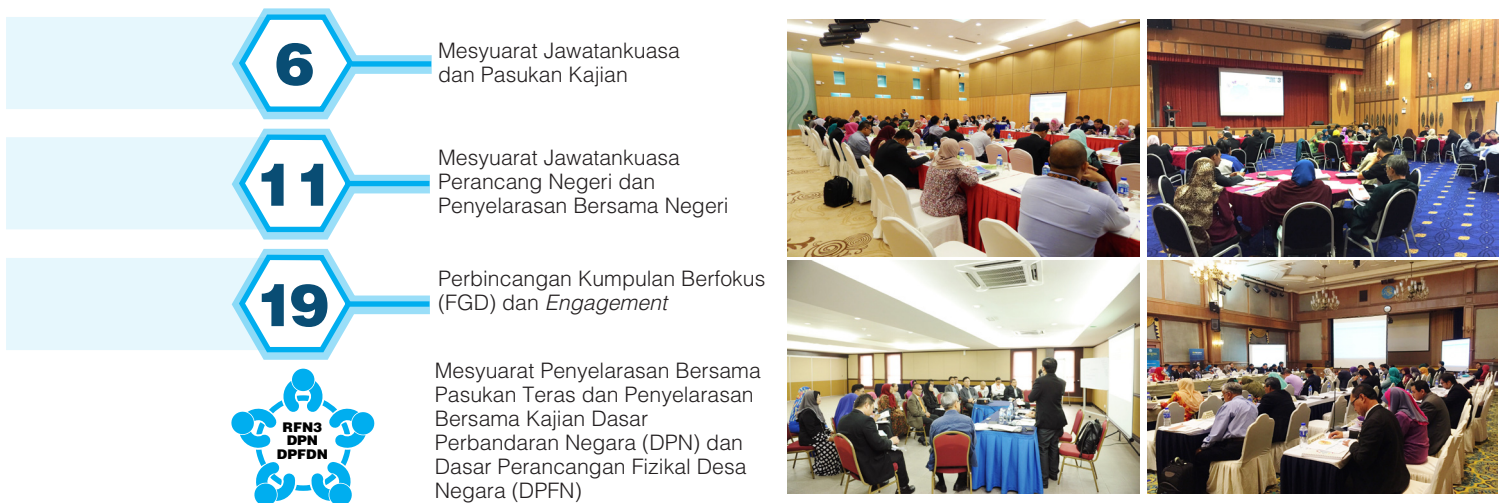 6
Mesyuarat Jawatankuasa
dan Pasukan Kajian
11
Mesyuarat Jawatankuasa
Perancang Negeri dan
Penyelarasan Bersama Negeri
19
Perbincangan Kumpulan Berfokus
(FGD) dan Engagement
RFN3
DPN
DPFDN
Mesyuarat Penyelarasan Bersama
Pasukan Teras dan Penyelarasan
Bersama Kajian Dasar
Perbandaran Negara (DPN) dan
Dasar Perancangan Fizikal Desa
Negara (DPFN)